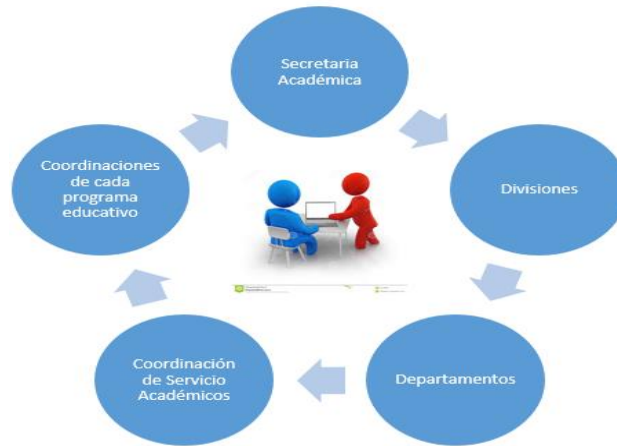 Secretaria
Académica
Divisiones
Departamentos
Coordinación
de Servicio
Académicos
Coordinaciones
de cada
programa
educativo